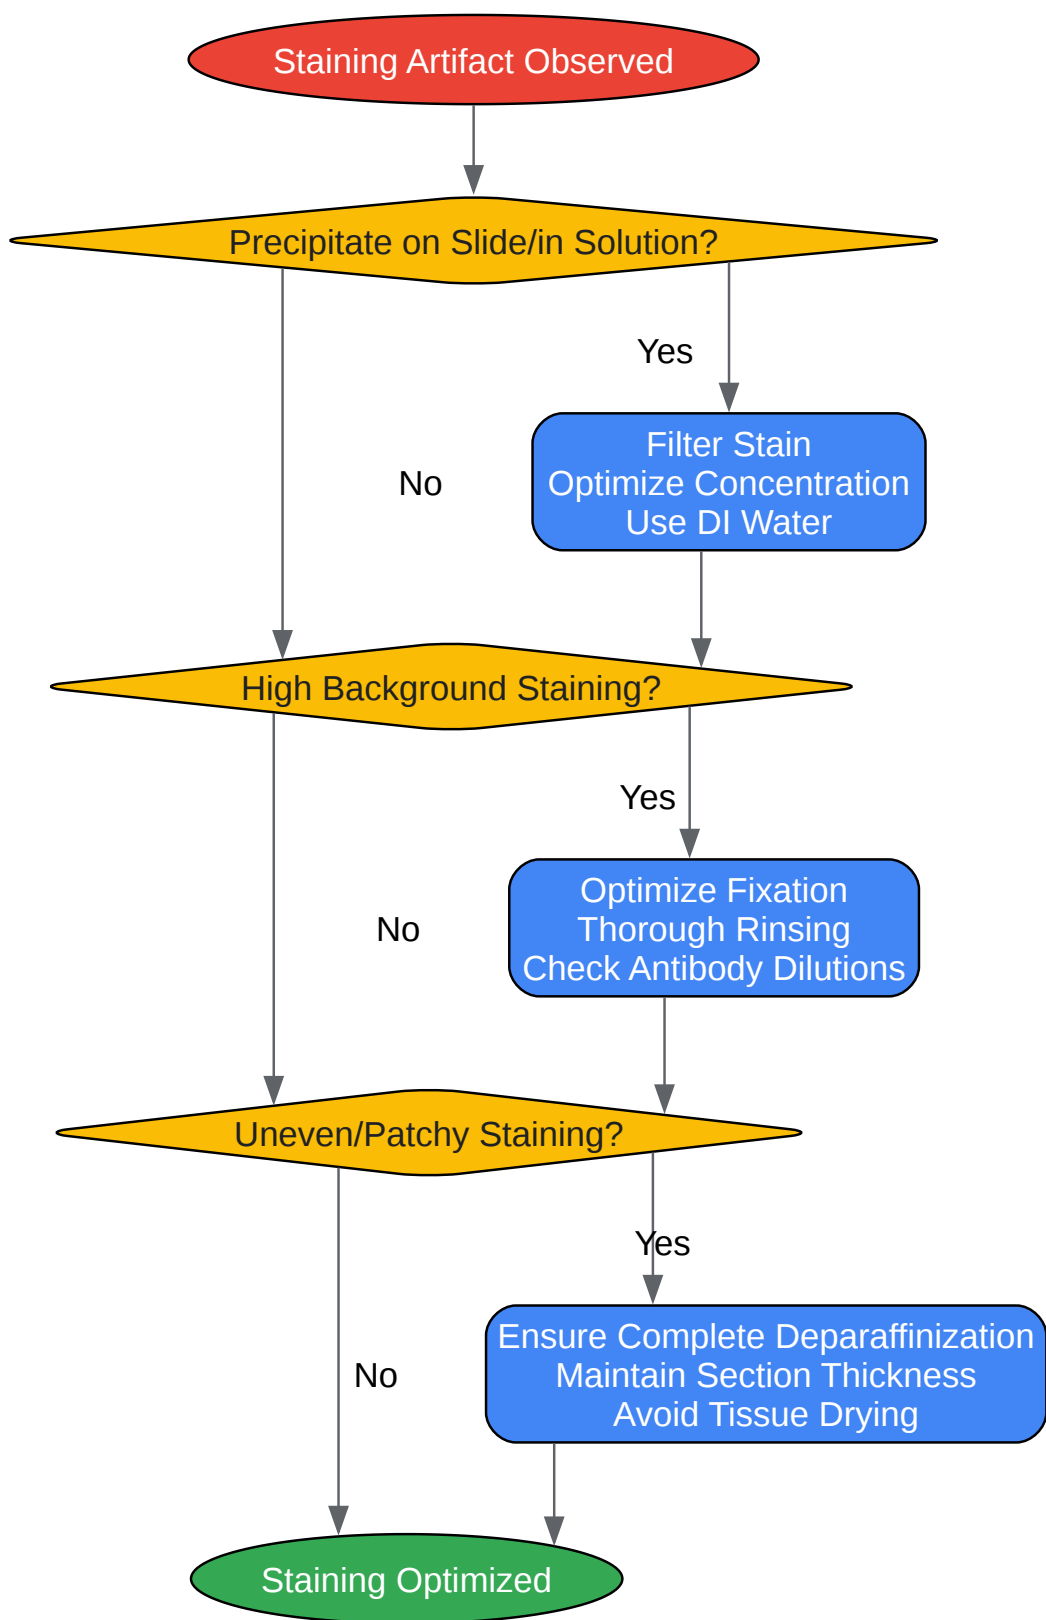 Staining Artifact Observed
Precipitate on Slide/in Solution?
Yes
Filter Stain
Optimize Concentration
Use DI Water
No
High Background Staining?
Yes
Optimize Fixation
Thorough Rinsing
Check Antibody Dilutions
No
Uneven/Patchy Staining?
Yes
Ensure Complete Deparaffinization
Maintain Section Thickness
Avoid Tissue Drying
No
Staining Optimized